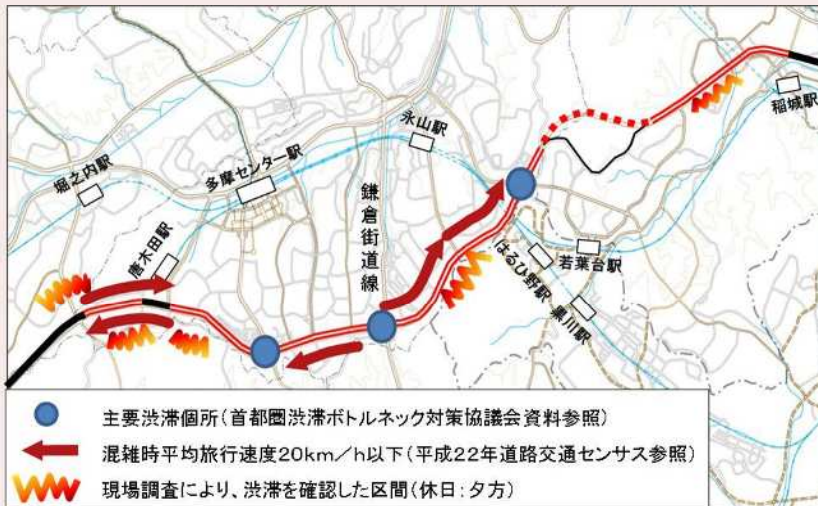 稲城駅
永山駅
多摩センター駅
堀之内駅
鎌倉街道線
唐木田駅
若葉台駅
はるひ野駅
黒川駅
主要渋滞個所(首都圏渋滞ボトルネック対策協議会資料参照)
混雑時平均旅行速度20km/h以下(平成22年道路交通センサス参照)
現場調査により、渋滞を確認した区間(休日:夕方)